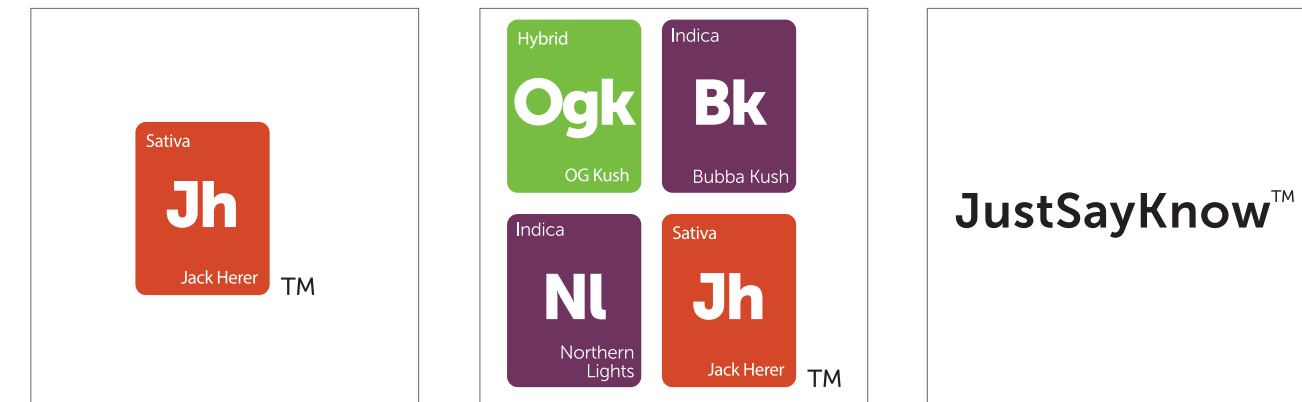 Sativa
Jh
Jack Herer
TM
Hybrid
Ogk
OG Kush
Indica
Bk
Bubba Kush
Indica
Nl
Northern
Lights
Sativa
Jh
Jack Herer
TM
JustSayKnow™